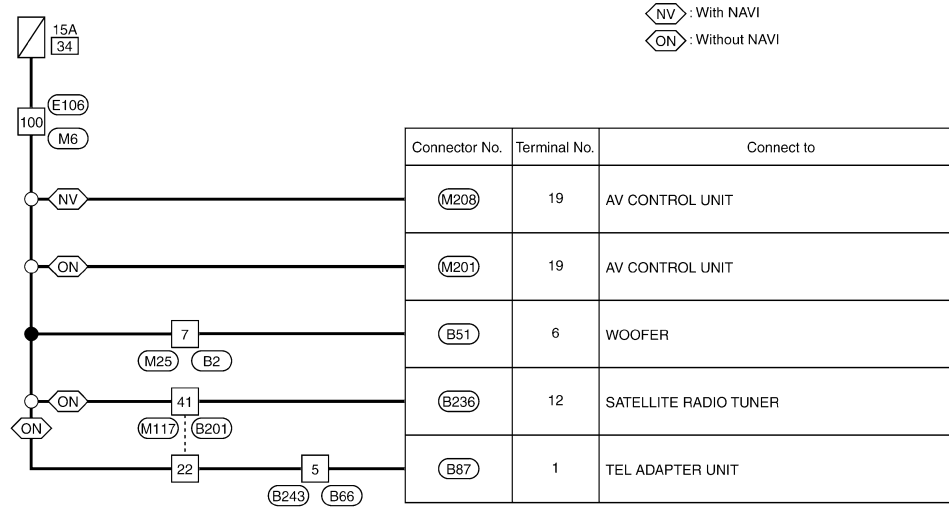 NV : With NAVI
ON : Without NAVI
15A
34
E106
100
M6
Connector No. Terminal No. Connect to
NV M208 19 AV CONTROL UNIT
ON M201 19 AV CONTROL UNIT
7 B51 6 WOOFER
M25 B2
ON 41 B236 12 SATELLITE RADIO TUNER
ON M117 B201
22 5 B87 1 TEL ADAPTER UNIT
B243 B66